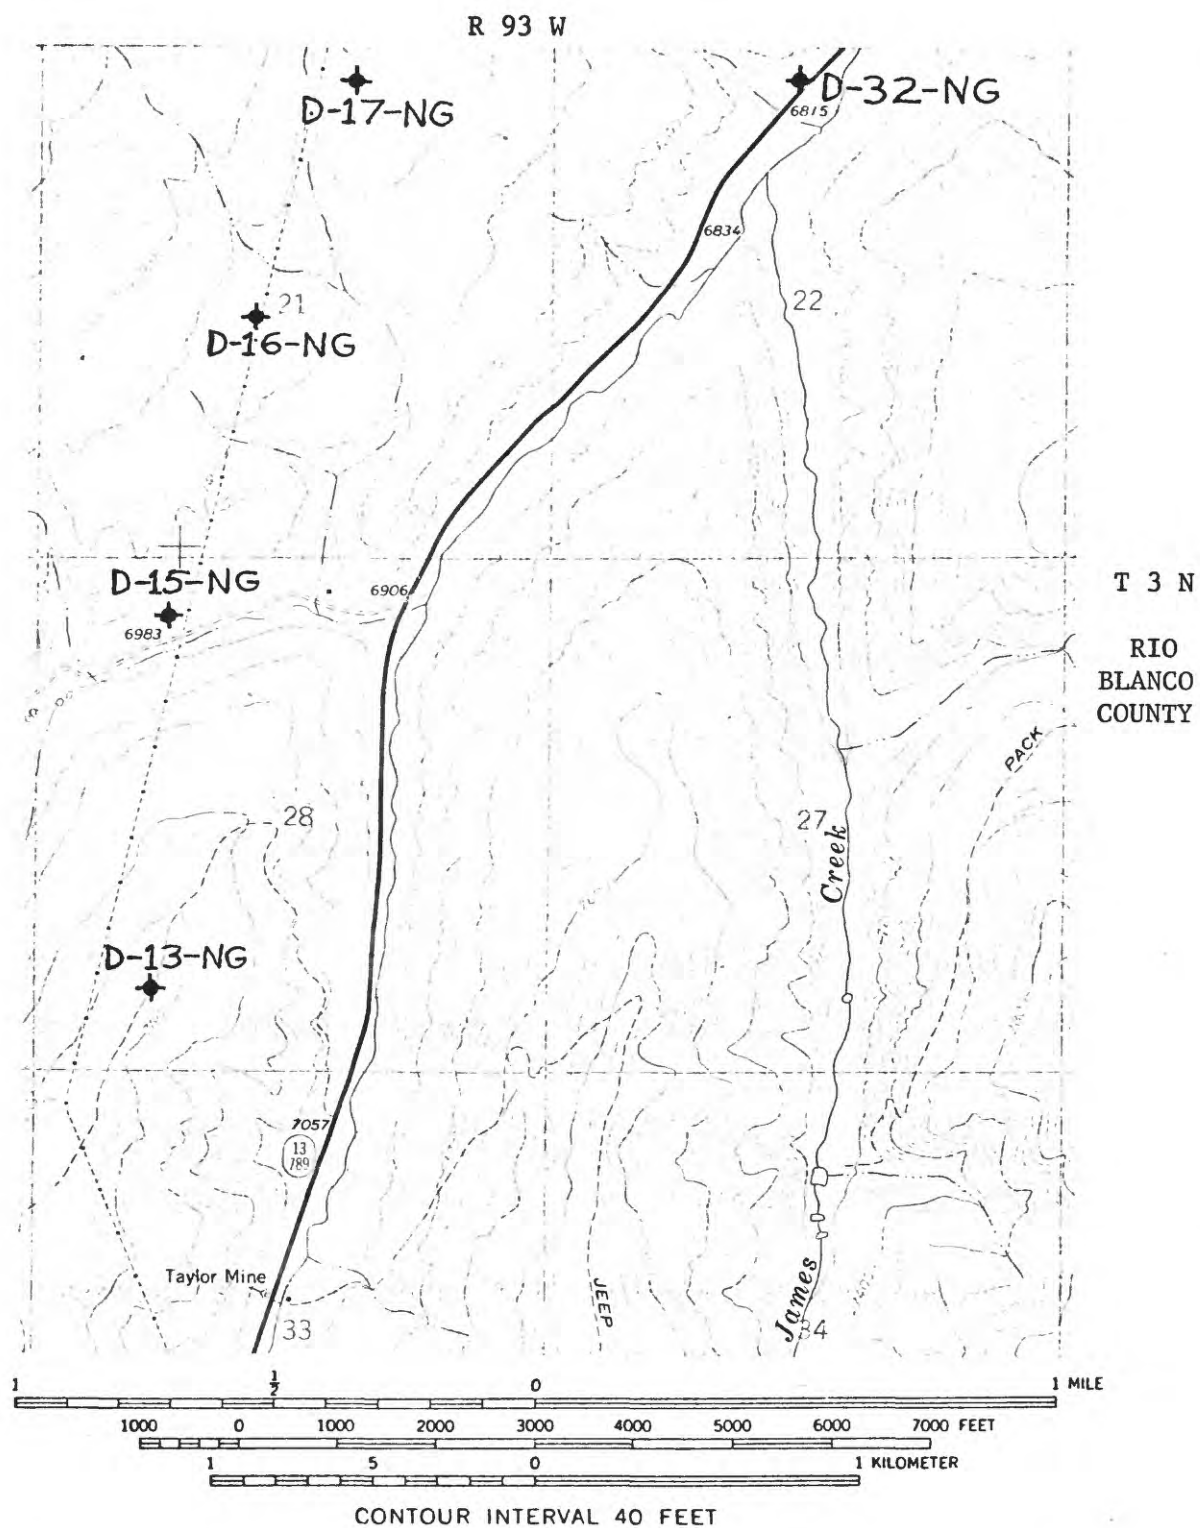 R 93 W
D-17-NG
D-32-NG
6815
6834
21
22
D-16-NG
D-15-NG
6983
6906
T 3 N
RIO
BLANCO
COUNTY
PACK
28
27
Creek
D-13-NG
7057
13
789
Taylor Mine
JEEP
James
33
34
1 1/2 0 1 MILE
1000 0 1000 2000 3000 4000 5000 6000 7000 FEET
1 5 0 1 KILOMETER
CONTOUR INTERVAL 40 FEET